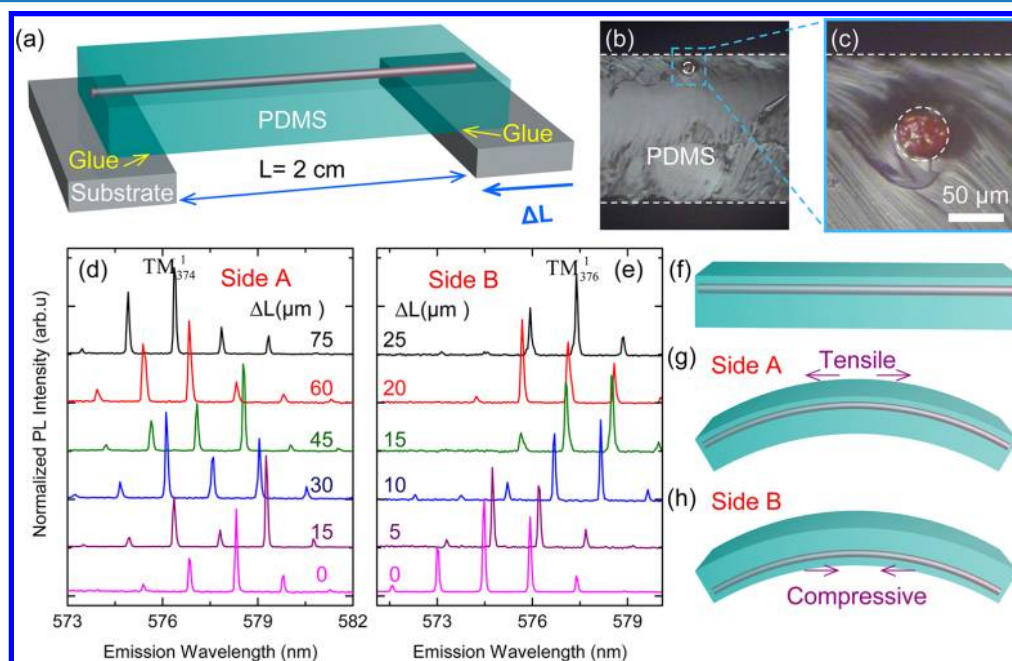 (a)
PDMS
Glue
Glue
Substrate
L= 2 cm
ΔL
(b)
PDMS
(c)
50 μm
Normalized PL Intensity (arb.u)
(d)
TM¹₃₇₄
Side A
ΔL(μm)
75
60
45
30
15
0
573 576 579 582
Emission Wavelength (nm)
Side B
TM¹₃₇₆
(e)
ΔL(μm)
25
20
15
10
5
0
573 576 579
Emission Wavelength (nm)
(f)
(g)
Side A
Tensile
(h)
Side B
Compressive